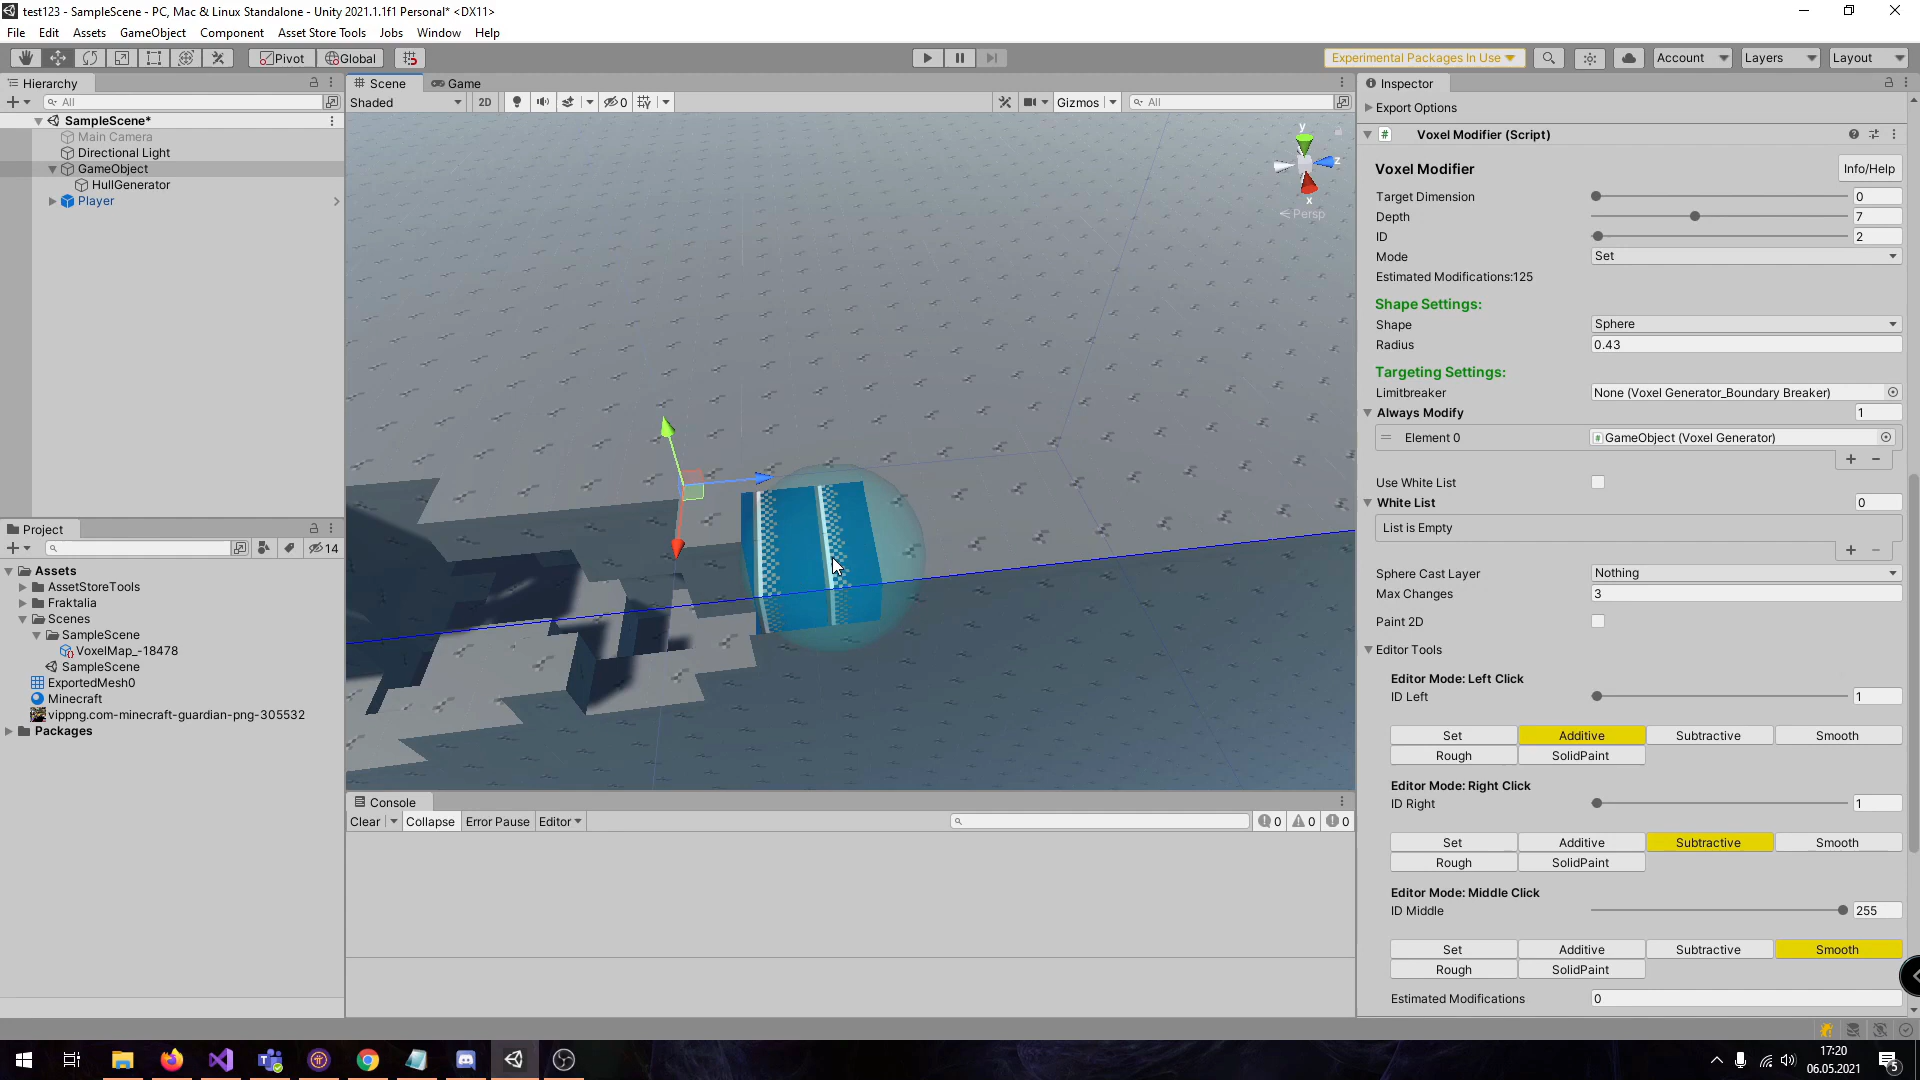 test123 - SampleScene - PC, Mac & Linux Standalone - Unity 2021.1.1f1 Personal* <DX11>
File Edit Assets GameObject Component Asset Store Tools Jobs Window Help
Pivot Global Experimental Packages In Use Account Layers Layout
Hierarchy
All
SampleScene*
Main Camera
Directional Light
GameObject
HullGenerator
Player
Project
14
Assets
AssetStoreTools
Fraktalia
Scenes
SampleScene
VoxelMap_-18478
SampleScene
ExportedMesh0
Minecraft
vippng.com-minecraft-guardian-png-305532
Packages
Scene Game
Shaded 2D 0 Gizmos All
y
z
x
Persp
Console
Clear Collapse Error Pause Editor 0 0 0
Inspector
Export Options
# Voxel Modifier (Script)
Voxel Modifier Info/Help
Target Dimension 0
Depth 7
ID 2
Mode Set
Estimated Modifications:125
Shape Settings:
Shape Sphere
Radius 0.43
Targeting Settings:
Limitbreaker None (Voxel Generator_Boundary Breaker)
Always Modify 1
= Element 0 #GameObject (Voxel Generator)
+ −
Use White List
White List 0
List is Empty
+ −
Sphere Cast Layer Nothing
Max Changes 3
Paint 2D
Editor Tools
Editor Mode: Left Click
ID Left 1
Set Additive Subtractive Smooth
Rough SolidPaint
Editor Mode: Right Click
ID Right 1
Set Additive Subtractive Smooth
Rough SolidPaint
Editor Mode: Middle Click
ID Middle 255
Set Additive Subtractive Smooth
Rough SolidPaint
Estimated Modifications 0
17:20
06.05.2021
5